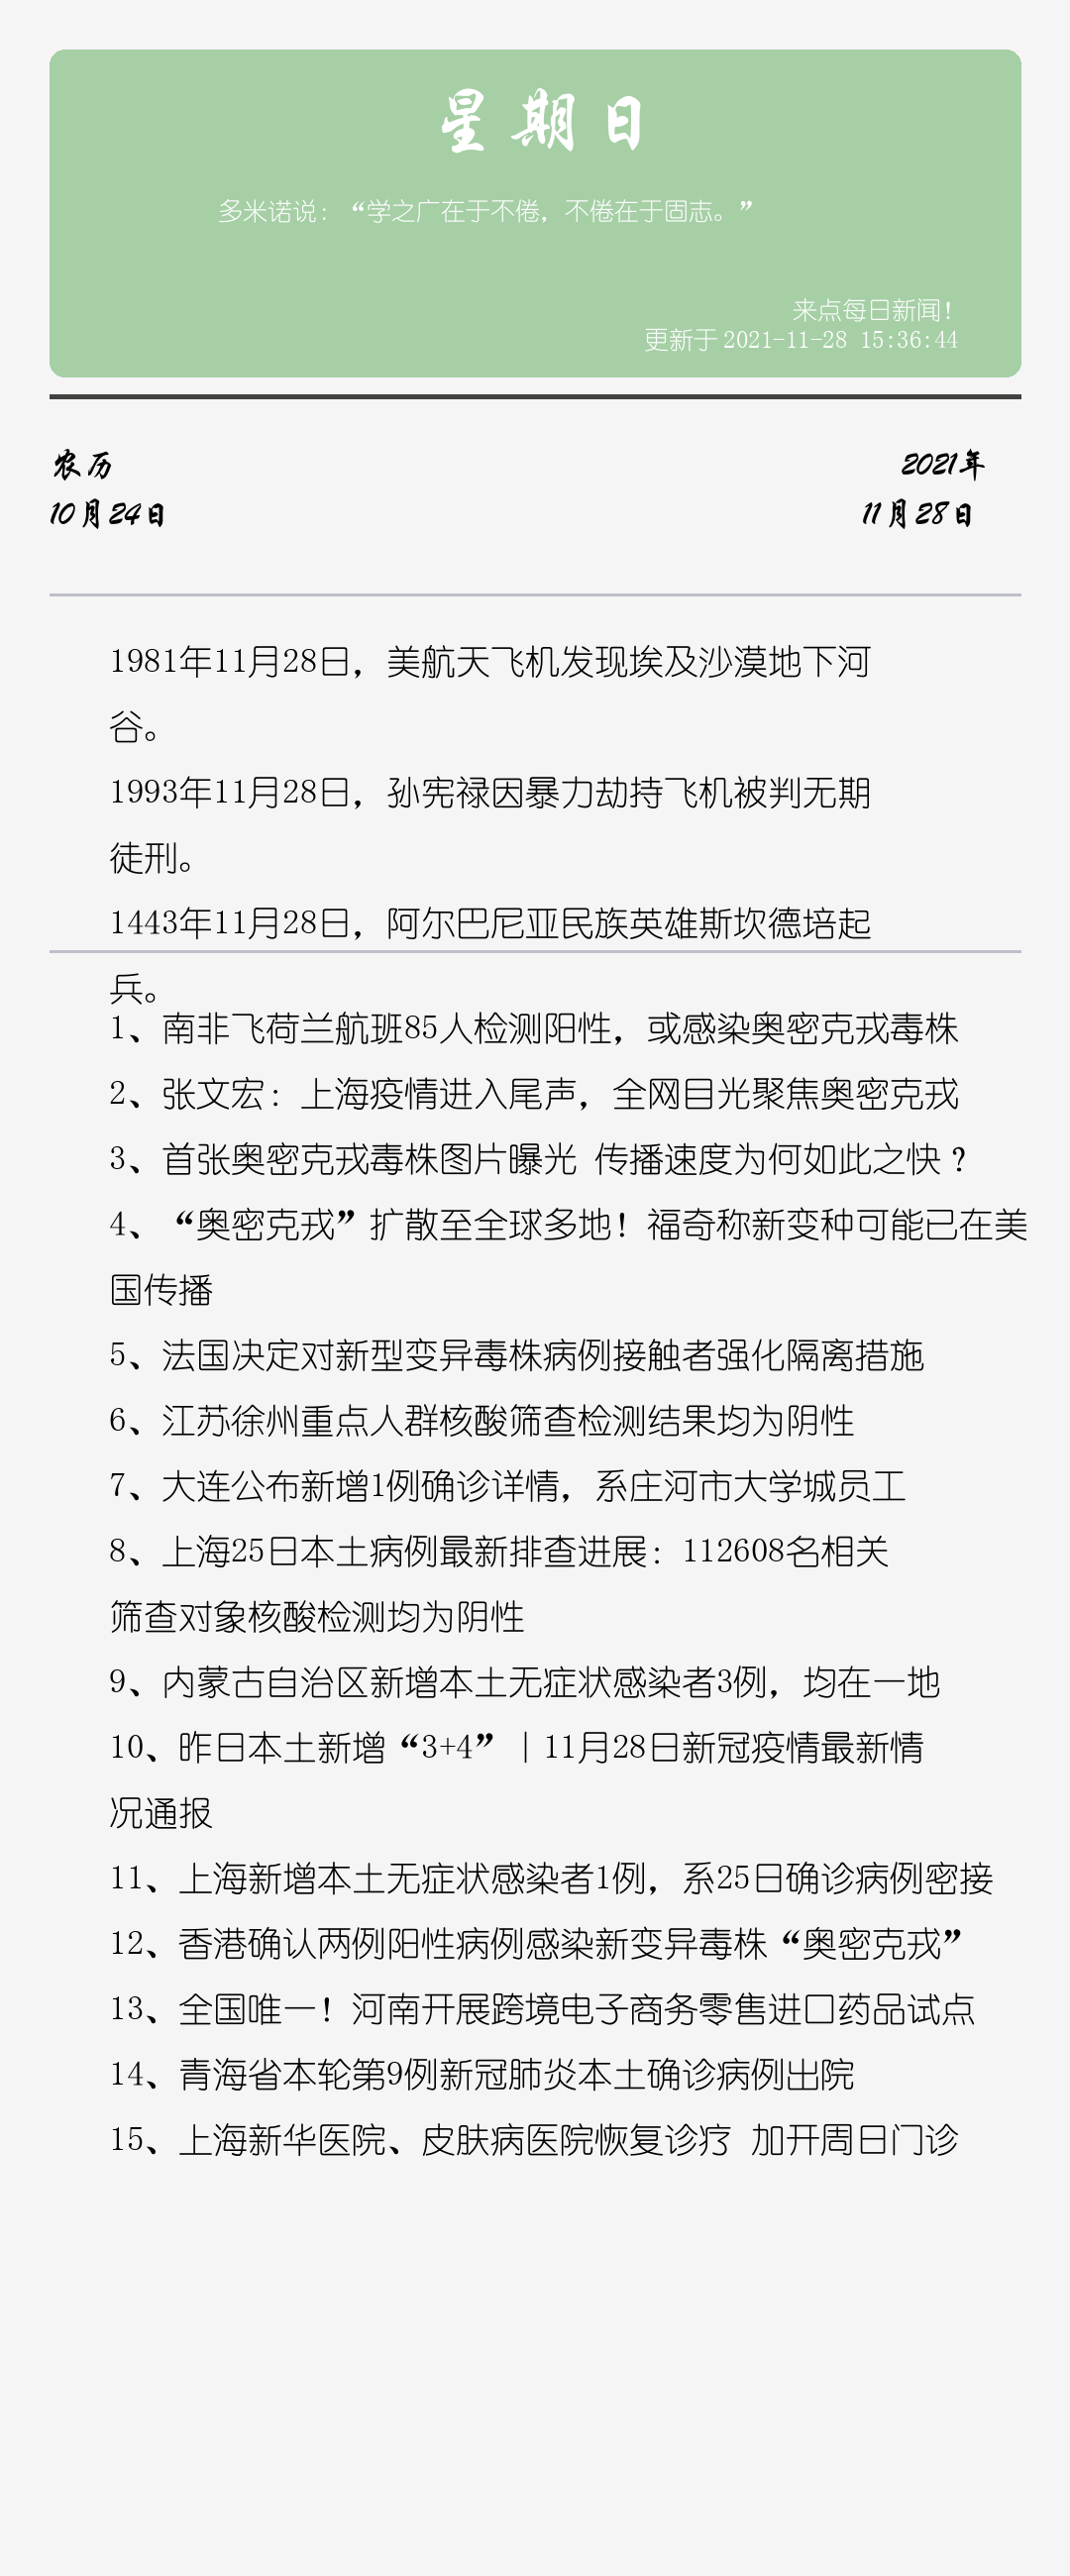 星期日
多米诺说：“学之广在于不倦，不倦在于固志。”
来点每日新闻！
更新于 2021-11-28 15:36:44
农历
2021年
10月24日
11月28日
1981年11月28日，美航天飞机发现埃及沙漠地下河
谷。
1993年11月28日，孙宪禄因暴力劫持飞机被判无期
徒刑。
1443年11月28日，阿尔巴尼亚民族英雄斯坎德培起
兵。
1、南非飞荷兰航班85人检测阳性，或感染奥密克戎毒株
2、张文宏：上海疫情进入尾声，全网目光聚焦奥密克戎
3、首张奥密克戎毒株图片曝光 传播速度为何如此之快？
4、“奥密克戎”扩散至全球多地！福奇称新变种可能已在美
国传播
5、法国决定对新型变异毒株病例接触者强化隔离措施
6、江苏徐州重点人群核酸筛查检测结果均为阴性
7、大连公布新增1例确诊详情，系庄河市大学城员工
8、上海25日本土病例最新排查进展：112608名相关
筛查对象核酸检测均为阴性
9、内蒙古自治区新增本土无症状感染者3例，均在一地
10、昨日本土新增“3+4”｜11月28日新冠疫情最新情
况通报
11、上海新增本土无症状感染者1例，系25日确诊病例密接
12、香港确认两例阳性病例感染新变异毒株“奥密克戎”
13、全国唯一！河南开展跨境电子商务零售进口药品试点
14、青海省本轮第9例新冠肺炎本土确诊病例出院
15、上海新华医院、皮肤病医院恢复诊疗 加开周日门诊